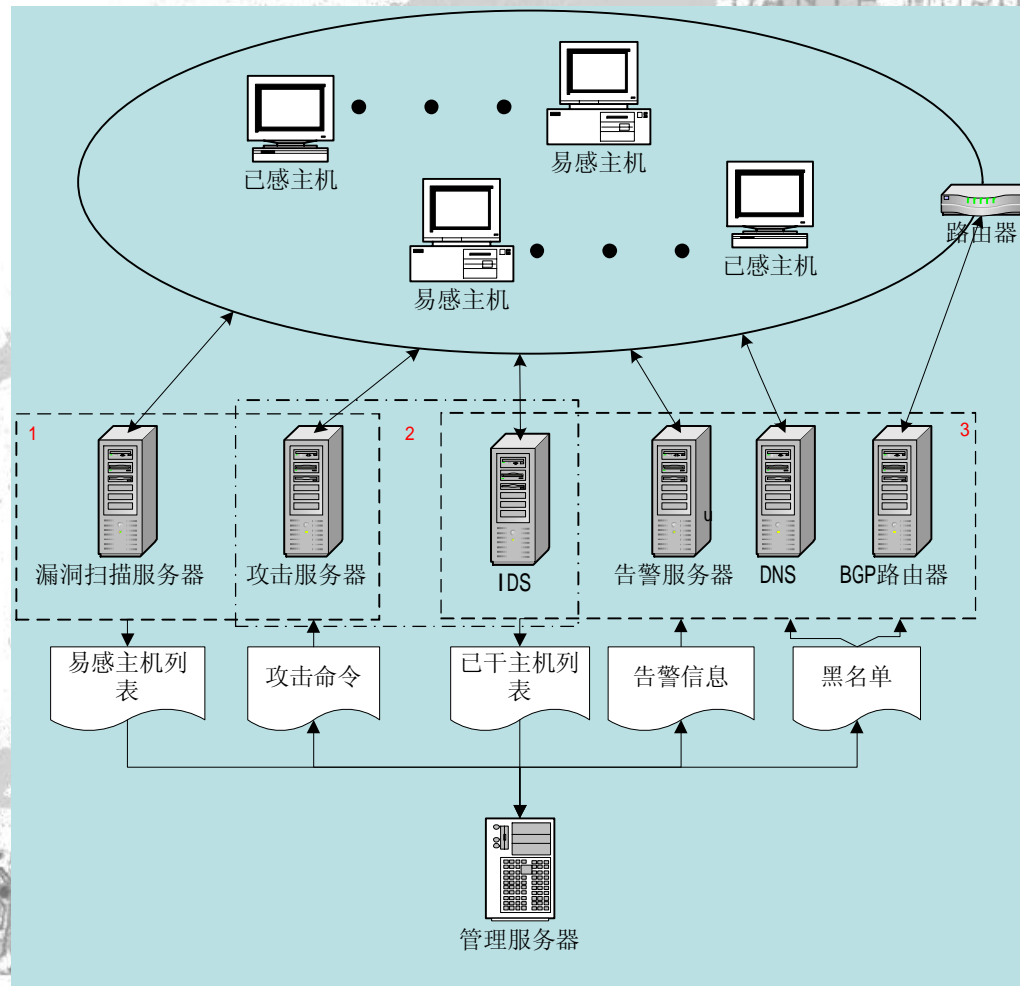 已感主机
易感主机
易感主机
已感主机
路由器
1
2
3
漏洞扫描服务器
攻击服务器
IDS
告警服务器
U
DNS
BGP路由器
易感主机列
表
攻击命令
已干主机列
表
告警信息
黑名单
管理服务器